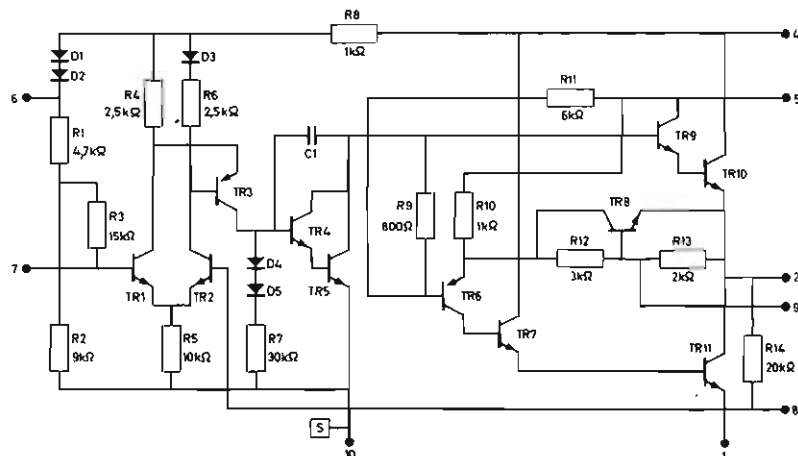 R8
1kΩ
4
D1
D2
D3
R4
2,5kΩ
R6
2,5kΩ
R11
6kΩ
6
5
R1
4,7kΩ
C1
TR9
TR3
TR10
R3
15kΩ
TR4
R9
800Ω
R10
1kΩ
TR8
R12
3kΩ
R13
2kΩ
7
TR1
TR2
D4
D5
TR5
TR6
2
9
TR7
R2
9kΩ
R5
10kΩ
R7
30kΩ
TR11
R14
20kΩ
8
S
10
1